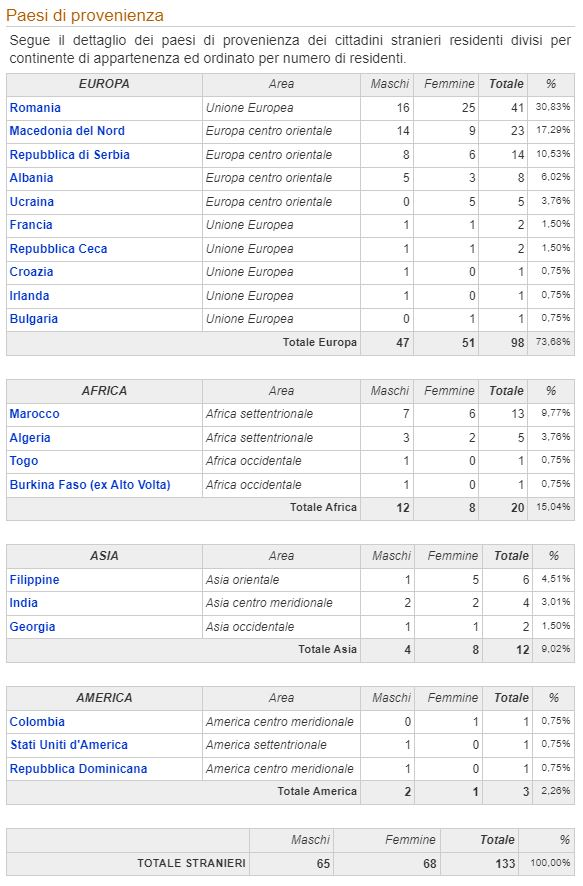 Paesi di provenienza
Segue il dettaglio dei paesi di provenienza dei cittadini stranieri residenti divisi per
continente di appartenenza ed ordinato per numero di residenti.
EUROPA Area Maschi Femmine Totale %
Romania Unione Europea 16 25 41 30,83%
Macedonia del Nord Europa centro orientale 14 9 23 17,29%
Repubblica di Serbia Europa centro orientale 8 6 14 10,53%
Albania Europa centro orientale 5 3 8 6,02%
Ucraina Europa centro orientale 0 5 5 3,76%
Francia Unione Europea 1 1 2 1,50%
Repubblica Ceca Unione Europea 1 1 2 1,50%
Croazia Unione Europea 1 0 1 0,75%
Irlanda Unione Europea 1 0 1 0,75%
Bulgaria Unione Europea 0 1 1 0,75%
Totale Europa 47 51 98 73,68%
AFRICA Area Maschi Femmine Totale %
Marocco Africa settentrionale 7 6 13 9,77%
Algeria Africa settentrionale 3 2 5 3,76%
Togo Africa occidentale 1 0 1 0,75%
Burkina Faso (ex Alto Volta) Africa occidentale 1 0 1 0,75%
Totale Africa 12 8 20 15,04%
ASIA Area Maschi Femmine Totale %
Filippine Asia orientale 1 5 6 4,51%
India Asia centro meridionale 2 2 4 3,01%
Georgia Asia occidentale 1 1 2 1,50%
Totale Asia 4 8 12 9,02%
AMERICA Area Maschi Femmine Totale %
Colombia America centro meridionale 0 1 1 0,75%
Stati Uniti d'America America settentrionale 1 0 1 0,75%
Repubblica Dominicana America centro meridionale 1 0 1 0,75%
Totale America 2 1 3 2,26%
Maschi Femmine Totale %
TOTALE STRANIERI 65 68 133 100,00%